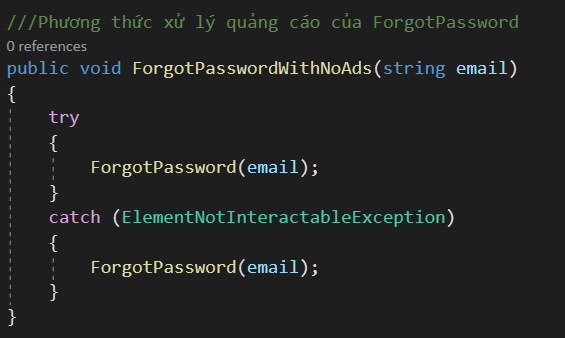 ///Phương thức xử lý quảng cáo của ForgotPassword
0 references
public void ForgotPasswordWithNoAds(string email)
{
    try
    {
        ForgotPassword(email);
    }
    catch (ElementNotInteractableException)
    {
        ForgotPassword(email);
    }
}